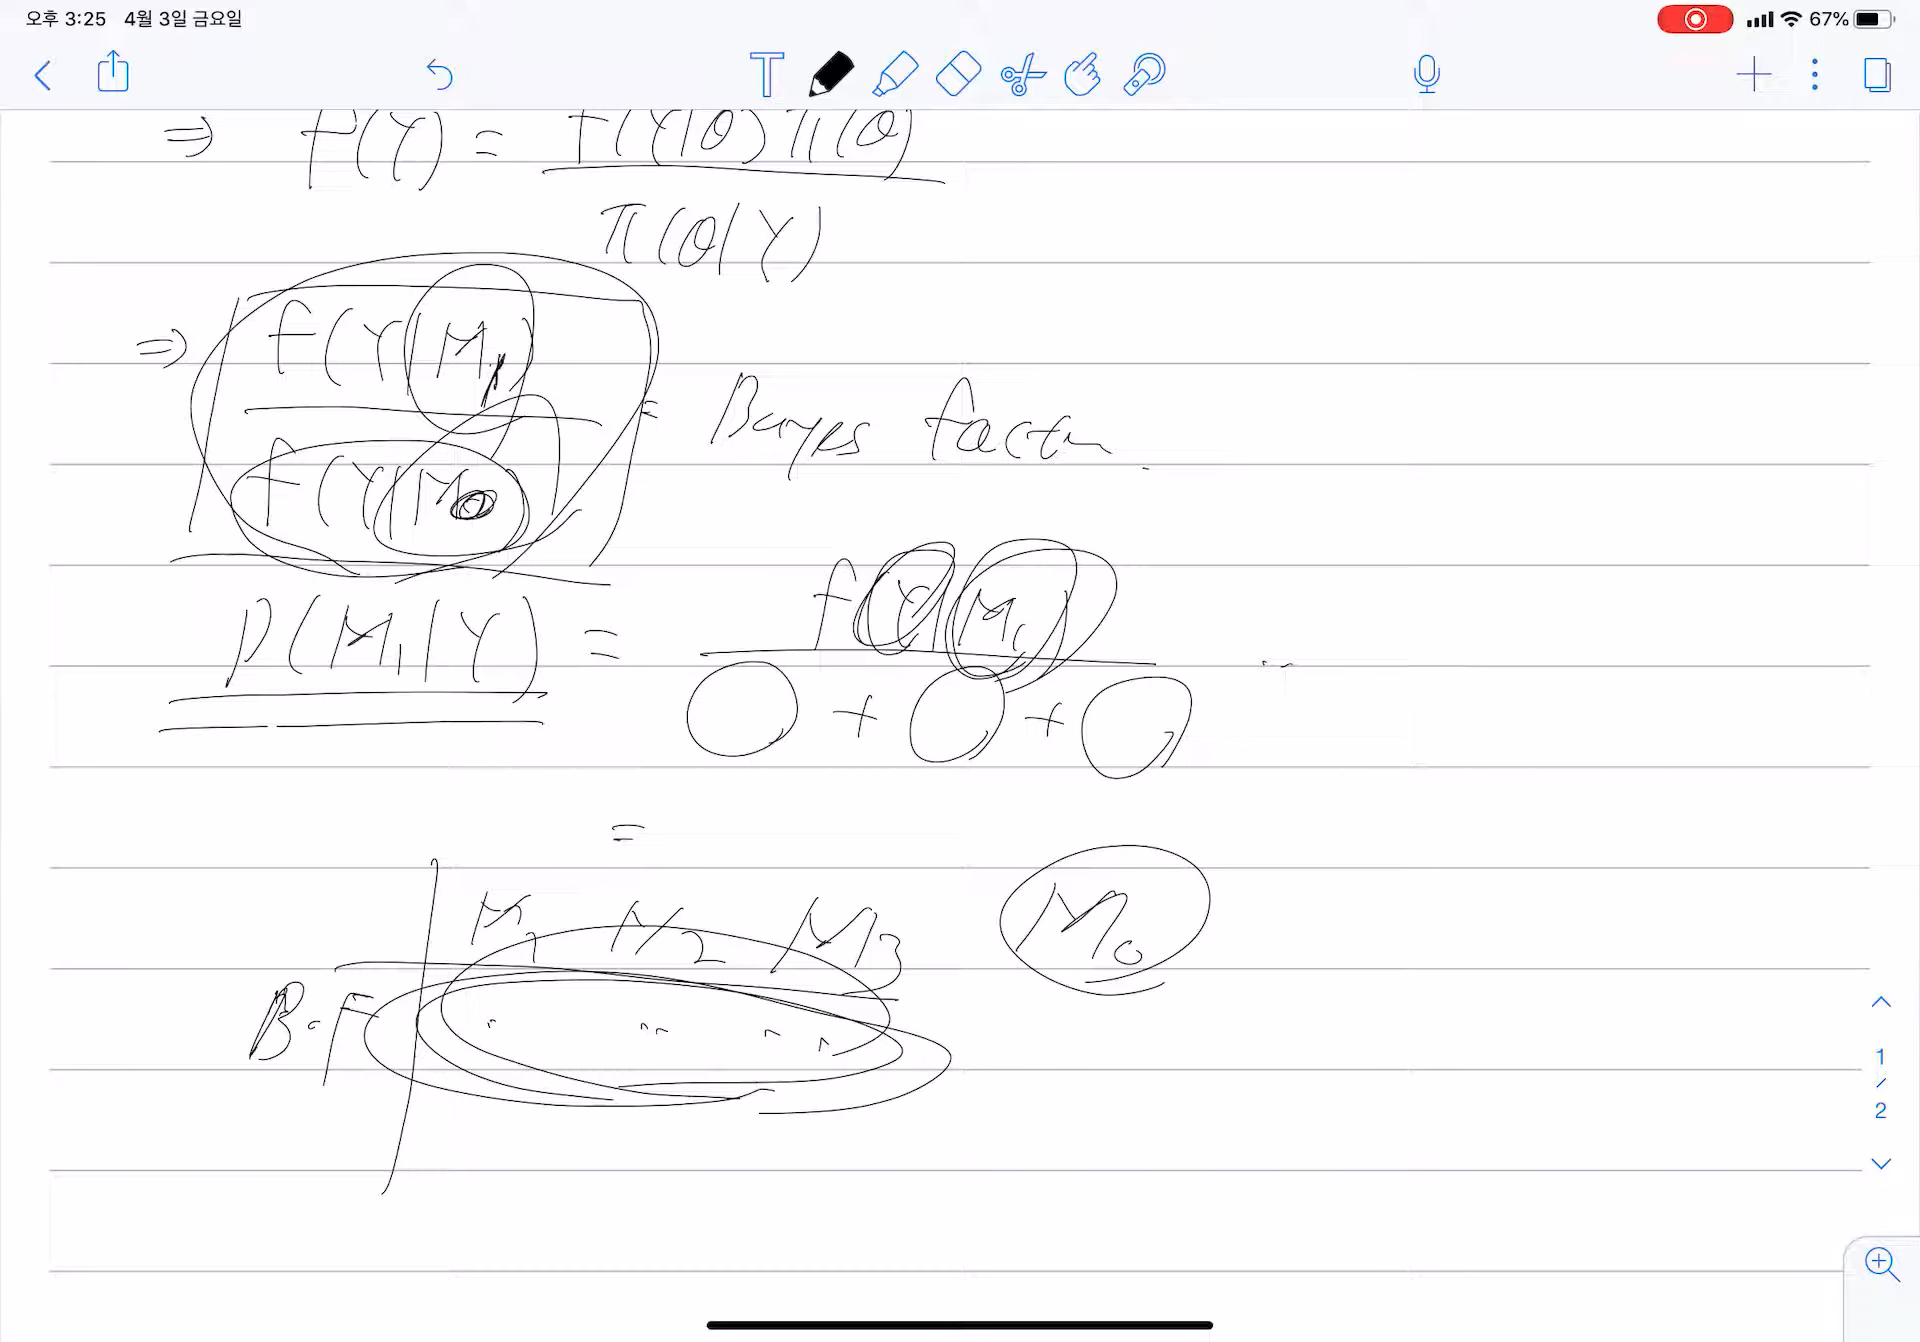 오후 3:25 4월 3일 금요일 67%
⇒ f(Y) = f(Y|θ) π(θ)
π(θ|Y)
⇒ f(Y|M₁)
f(Y|M₀)
= Bayes factor.
p(M₁|Y) = f(Y|M₁)
+ +
=
M₁ M₂ M₃ M₀
B.F
1
/
2